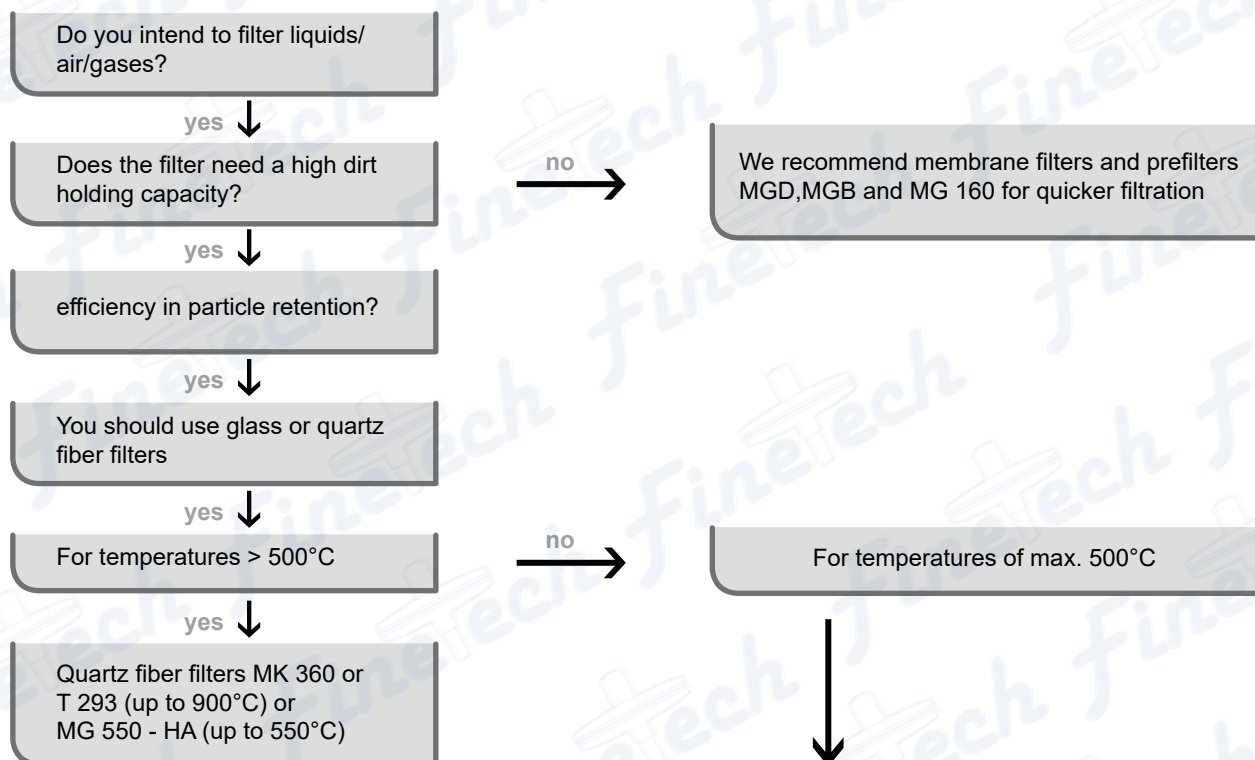 Do you intend to filter liquids/
air/gases?
yes
Does the filter need a high dirt
holding capacity?
no
We recommend membrane filters and prefilters
MGD,MGB and MG 160 for quicker filtration
yes
efficiency in particle retention?
yes
You should use glass or quartz
fiber filters
yes
For temperatures > 500°C
no
For temperatures of max. 500°C
yes
Quartz fiber filters MK 360 or
T 293 (up to 900°C) or
MG 550 - HA (up to 550°C)